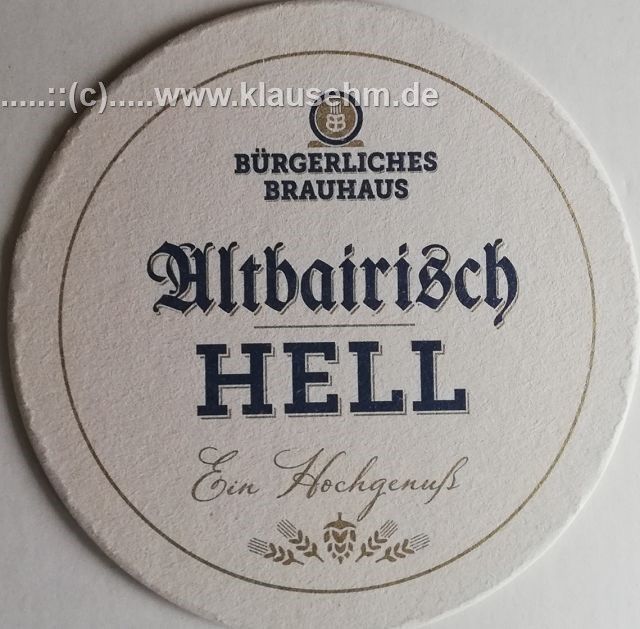 .....::(c).....www.klausehm.de
BÜRGERLICHES
BRAUHAUS
Altbairisch
HELL
Ein Hochgenuß